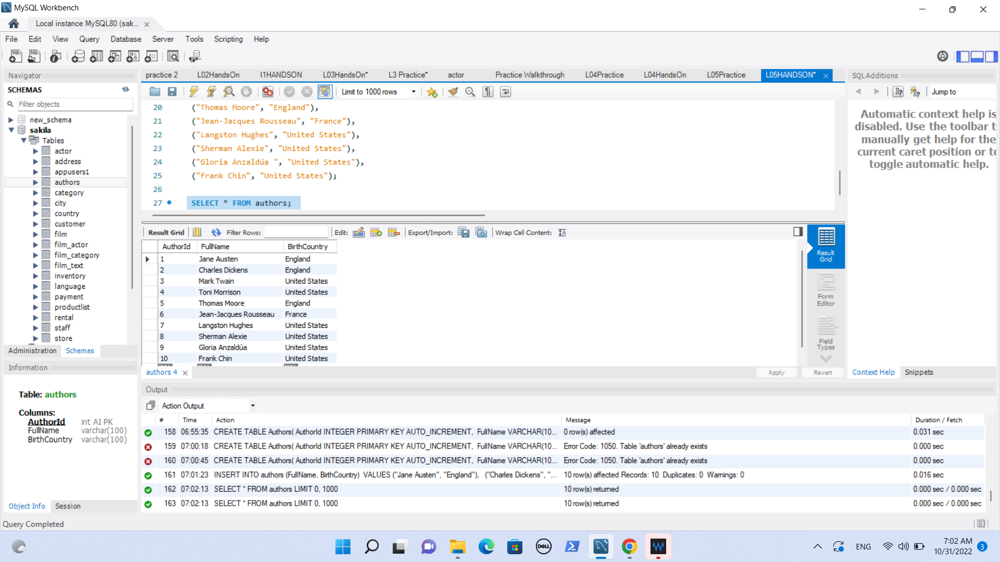 MySQL Workbench
Local instance MySQL80 (sak...
File Edit View Query Database Server Tools Scripting Help
Navigator
SCHEMAS
Filter objects
new_schema
sakila
Tables
actor
address
appusers1
authors
category
city
country
customer
film
film_actor
film_category
film_text
inventory
language
payment
productlist
rental
staff
store
Administration Schemas
Information
Table: authors
Columns:
AuthorId int AI PK
FullName varchar(100)
BirthCountry varchar(100)
Object Info Session
practice 2 L02HandsOn I1HANDSON L03HandsOn* L3 Practice* actor Practice Walkthrough L04Practice L04HandsOn L05Practice L05HANDSON*
Limit to 1000 rows
20 ("Thomas Moore", "England"),
21 ("Jean-Jacques Rousseau", "France"),
22 ("Langston Hughes", "United States"),
23 ("Sherman Alexie", "United States"),
24 ("Gloria Anzaldúa ", "United States"),
25 ("Frank Chin", "United States");
26
27 SELECT * FROM authors;
Result Grid Filter Rows: Edit: Export/Import: Wrap Cell Content:
AuthorId FullName BirthCountry
1 Jane Austen England
2 Charles Dickens England
3 Mark Twain United States
4 Toni Morrison United States
5 Thomas Moore England
6 Jean-Jacques Rousseau France
7 Langston Hughes United States
8 Sherman Alexie United States
9 Gloria Anzaldúa United States
10 Frank Chin United States
Result
Grid
Form
Editor
Field
Types
authors 4 Apply Revert
SQLAdditions
Jump to
Automatic context help is
disabled. Use the toolbar t
manually get help for the
current caret position or to
toggle automatic help.
Context Help Snippets
Output
Action Output
# Time Action Message Duration / Fetch
158 06:55:35 CREATE TABLE Authors( AuthorId INTEGER PRIMARY KEY AUTO_INCREMENT, FullName VARCHAR(10... 0 row(s) affected 0.031 sec
159 07:00:18 CREATE TABLE Authors( AuthorId INTEGER PRIMARY KEY AUTO_INCREMENT, FullName VARCHAR(10... Error Code: 1050. Table 'authors' already exists 0.000 sec
160 07:00:45 CREATE TABLE Authors( AuthorId INTEGER PRIMARY KEY AUTO_INCREMENT, FullName VARCHAR(10... Error Code: 1050. Table 'authors' already exists 0.000 sec
161 07:01:23 INSERT INTO authors (FullName, BirthCountry) VALUES ("Jane Austen", "England"), ("Charles Dickens", "... 10 row(s) affected Records: 10 Duplicates: 0 Warnings: 0 0.016 sec
162 07:02:13 SELECT * FROM authors LIMIT 0, 1000 10 row(s) returned 0.000 sec / 0.000 sec
163 07:02:13 SELECT * FROM authors LIMIT 0, 1000 10 row(s) returned 0.000 sec / 0.000 sec
Query Completed
DELL
ENG
7:02 AM
10/31/2022
3